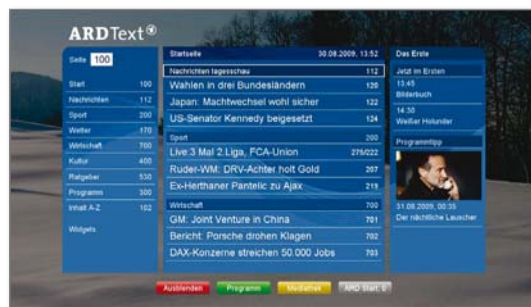 ARDText
Seite 100
Start 100
Nachrichten 112
Sport 200
Wetter 170
Wirtschaft 700
Kultur 400
Ratgeber 530
Programm 300
Inhalt A-Z 102
Widgets
Startseite 30.08.2009, 13:52
Nachrichten tagesschau 112
Wahlen in drei Bundesländern 120
Japan: Machtwechsel wohl sicher 122
US-Senator Kennedy beigesetzt 124
Sport 200
Live:3 Mal 2.Liga, FCA-Union 275/222
Ruder-WM: DRV-Achter holt Gold 207
Ex-Herthaner Pantelic zu Ajax 219
Wirtschaft 700
GM: Joint Venture in China 701
Bericht: Porsche drohen Klagen 702
DAX-Konzerne streichen 50.000 Jobs 703
Das Erste
Jetzt im Ersten
13:45
Bilderbuch
14:30
Weißer Holunder
Programmtipp
31.08.2009, 00:35
Der nächtliche Lauscher
Ausblenden Programm Mediathek ARD Start: 0